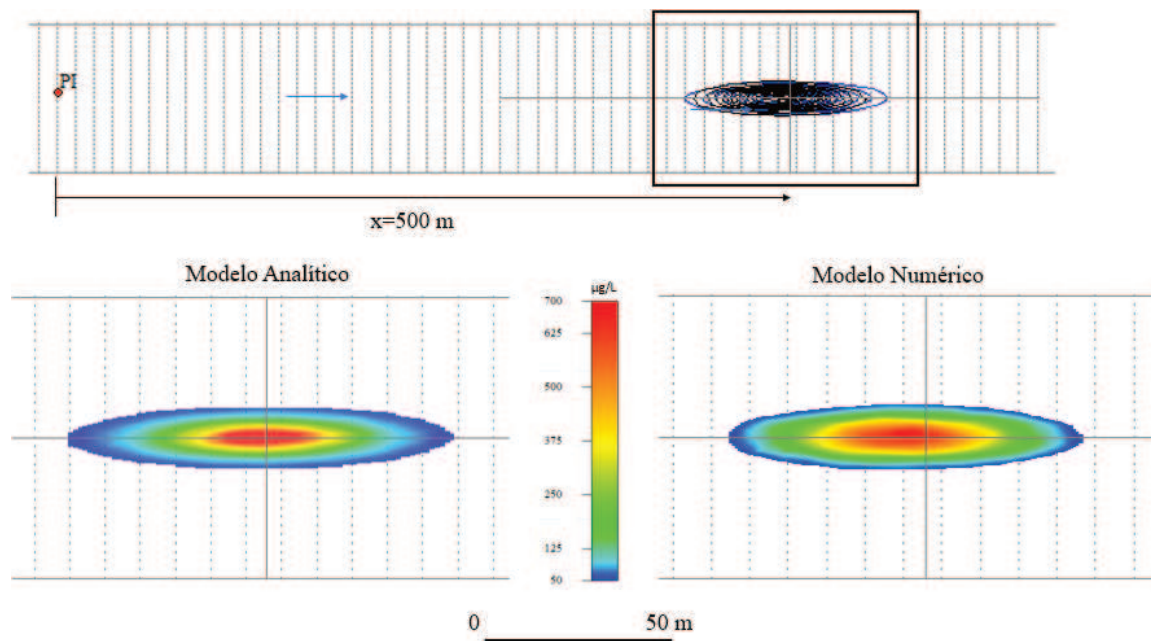 PI
x=500 m
Modelo Analítico
Modelo Numérico
µg/L
700
625
500
375
250
125
50
0
50 m